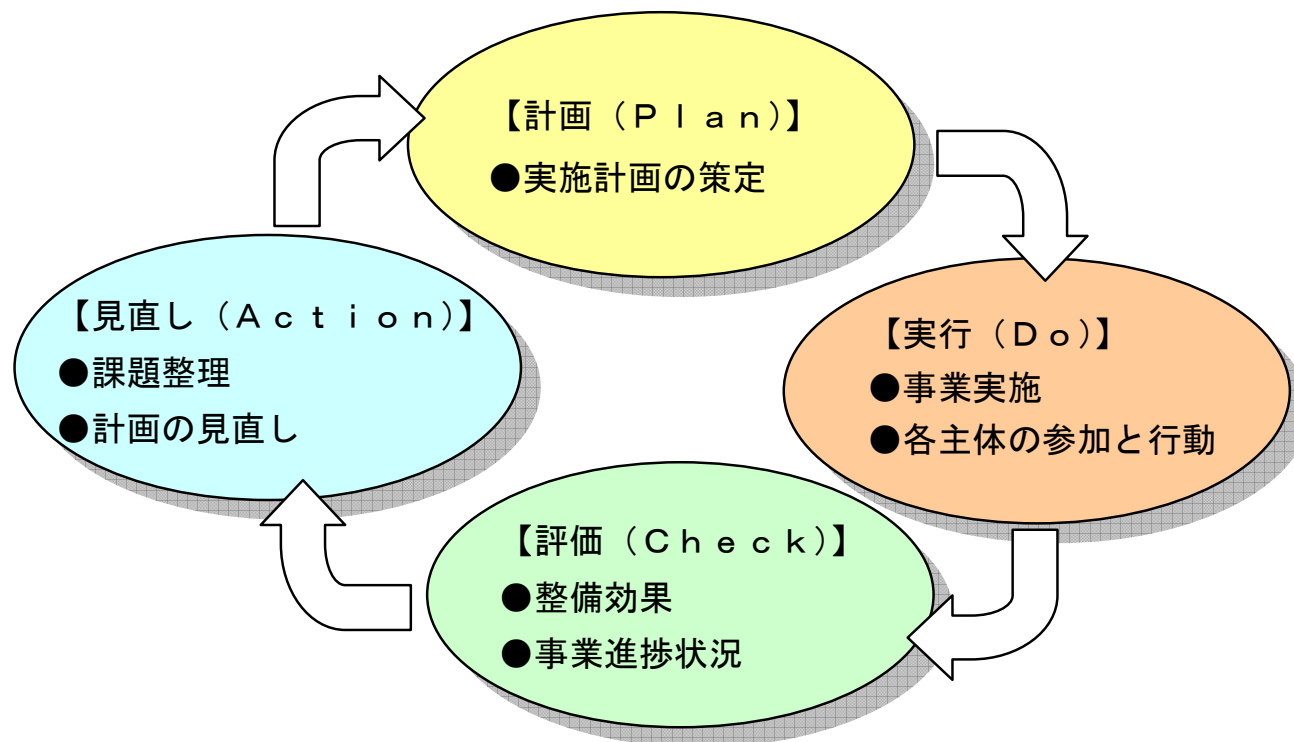 【計画（Ｐｌａｎ）】
●実施計画の策定
【実行（Ｄｏ）】
●事業実施
●各主体の参加と行動
【評価（Ｃｈｅｃｋ）】
●整備効果
●事業進捗状況
【見直し（Ａｃｔｉｏｎ）】
●課題整理
●計画の見直し